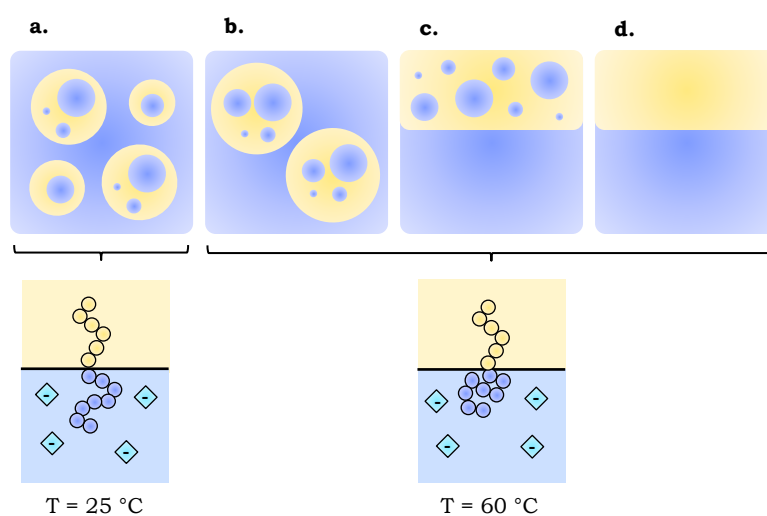 a. b. c. d.
- - - - - - - -
T = 25 °C T = 60 °C